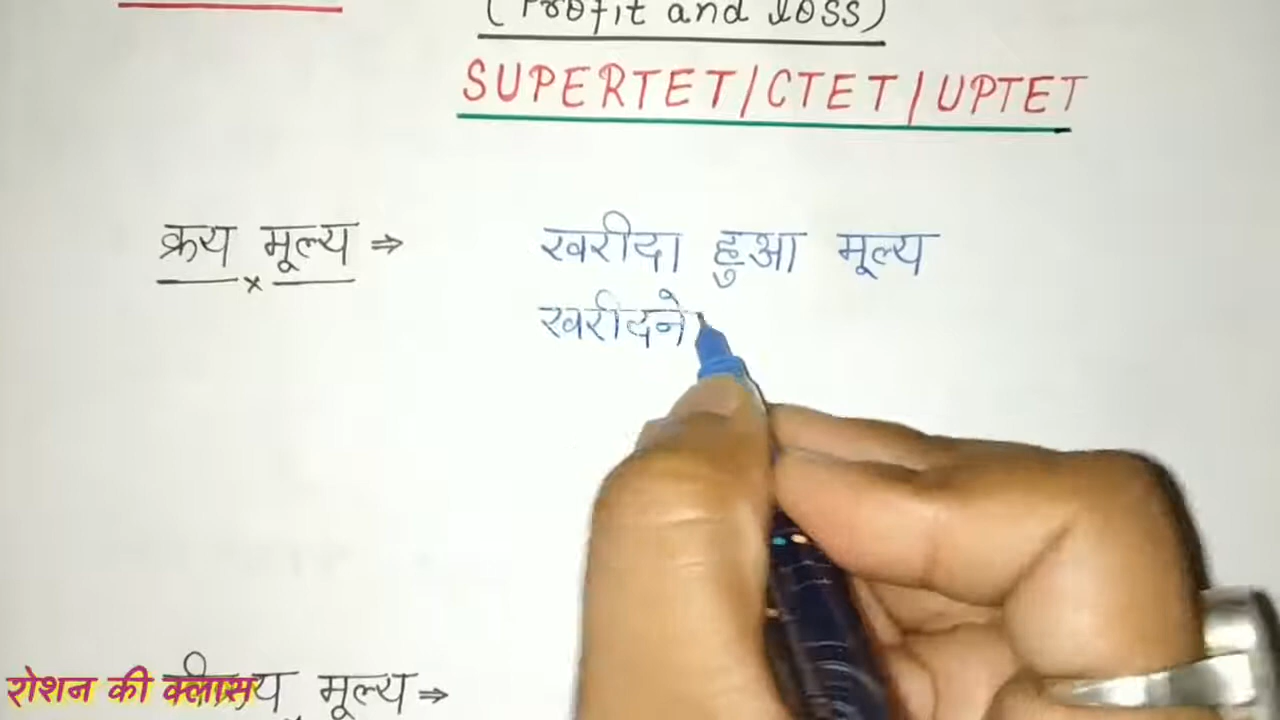 (Profit and loss)
SUPERTET/CTET/UPTET
क्रय मूल्य ⇒ खरीदा हुआ मूल्य
खरीदने
मूल्य ⇒
रोशन की क्लास